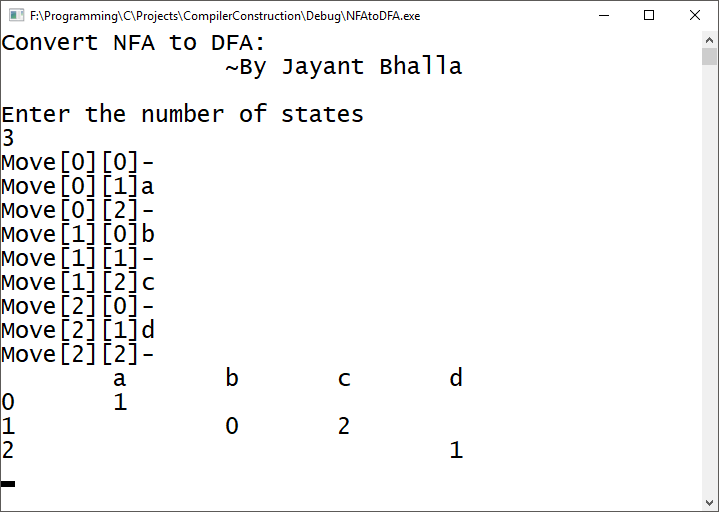 F:\Programming\C\Projects\CompilerConstruction\Debug\NFAtoDFA.exe
Convert NFA to DFA:
~By Jayant Bhalla
Enter the number of states
3
Move[0][0]-
Move[0][1]a
Move[0][2]-
Move[1][0]b
Move[1][1]-
Move[1][2]c
Move[2][0]-
Move[2][1]d
Move[2][2]-
a b c d
0 1
1 0 2
2 1